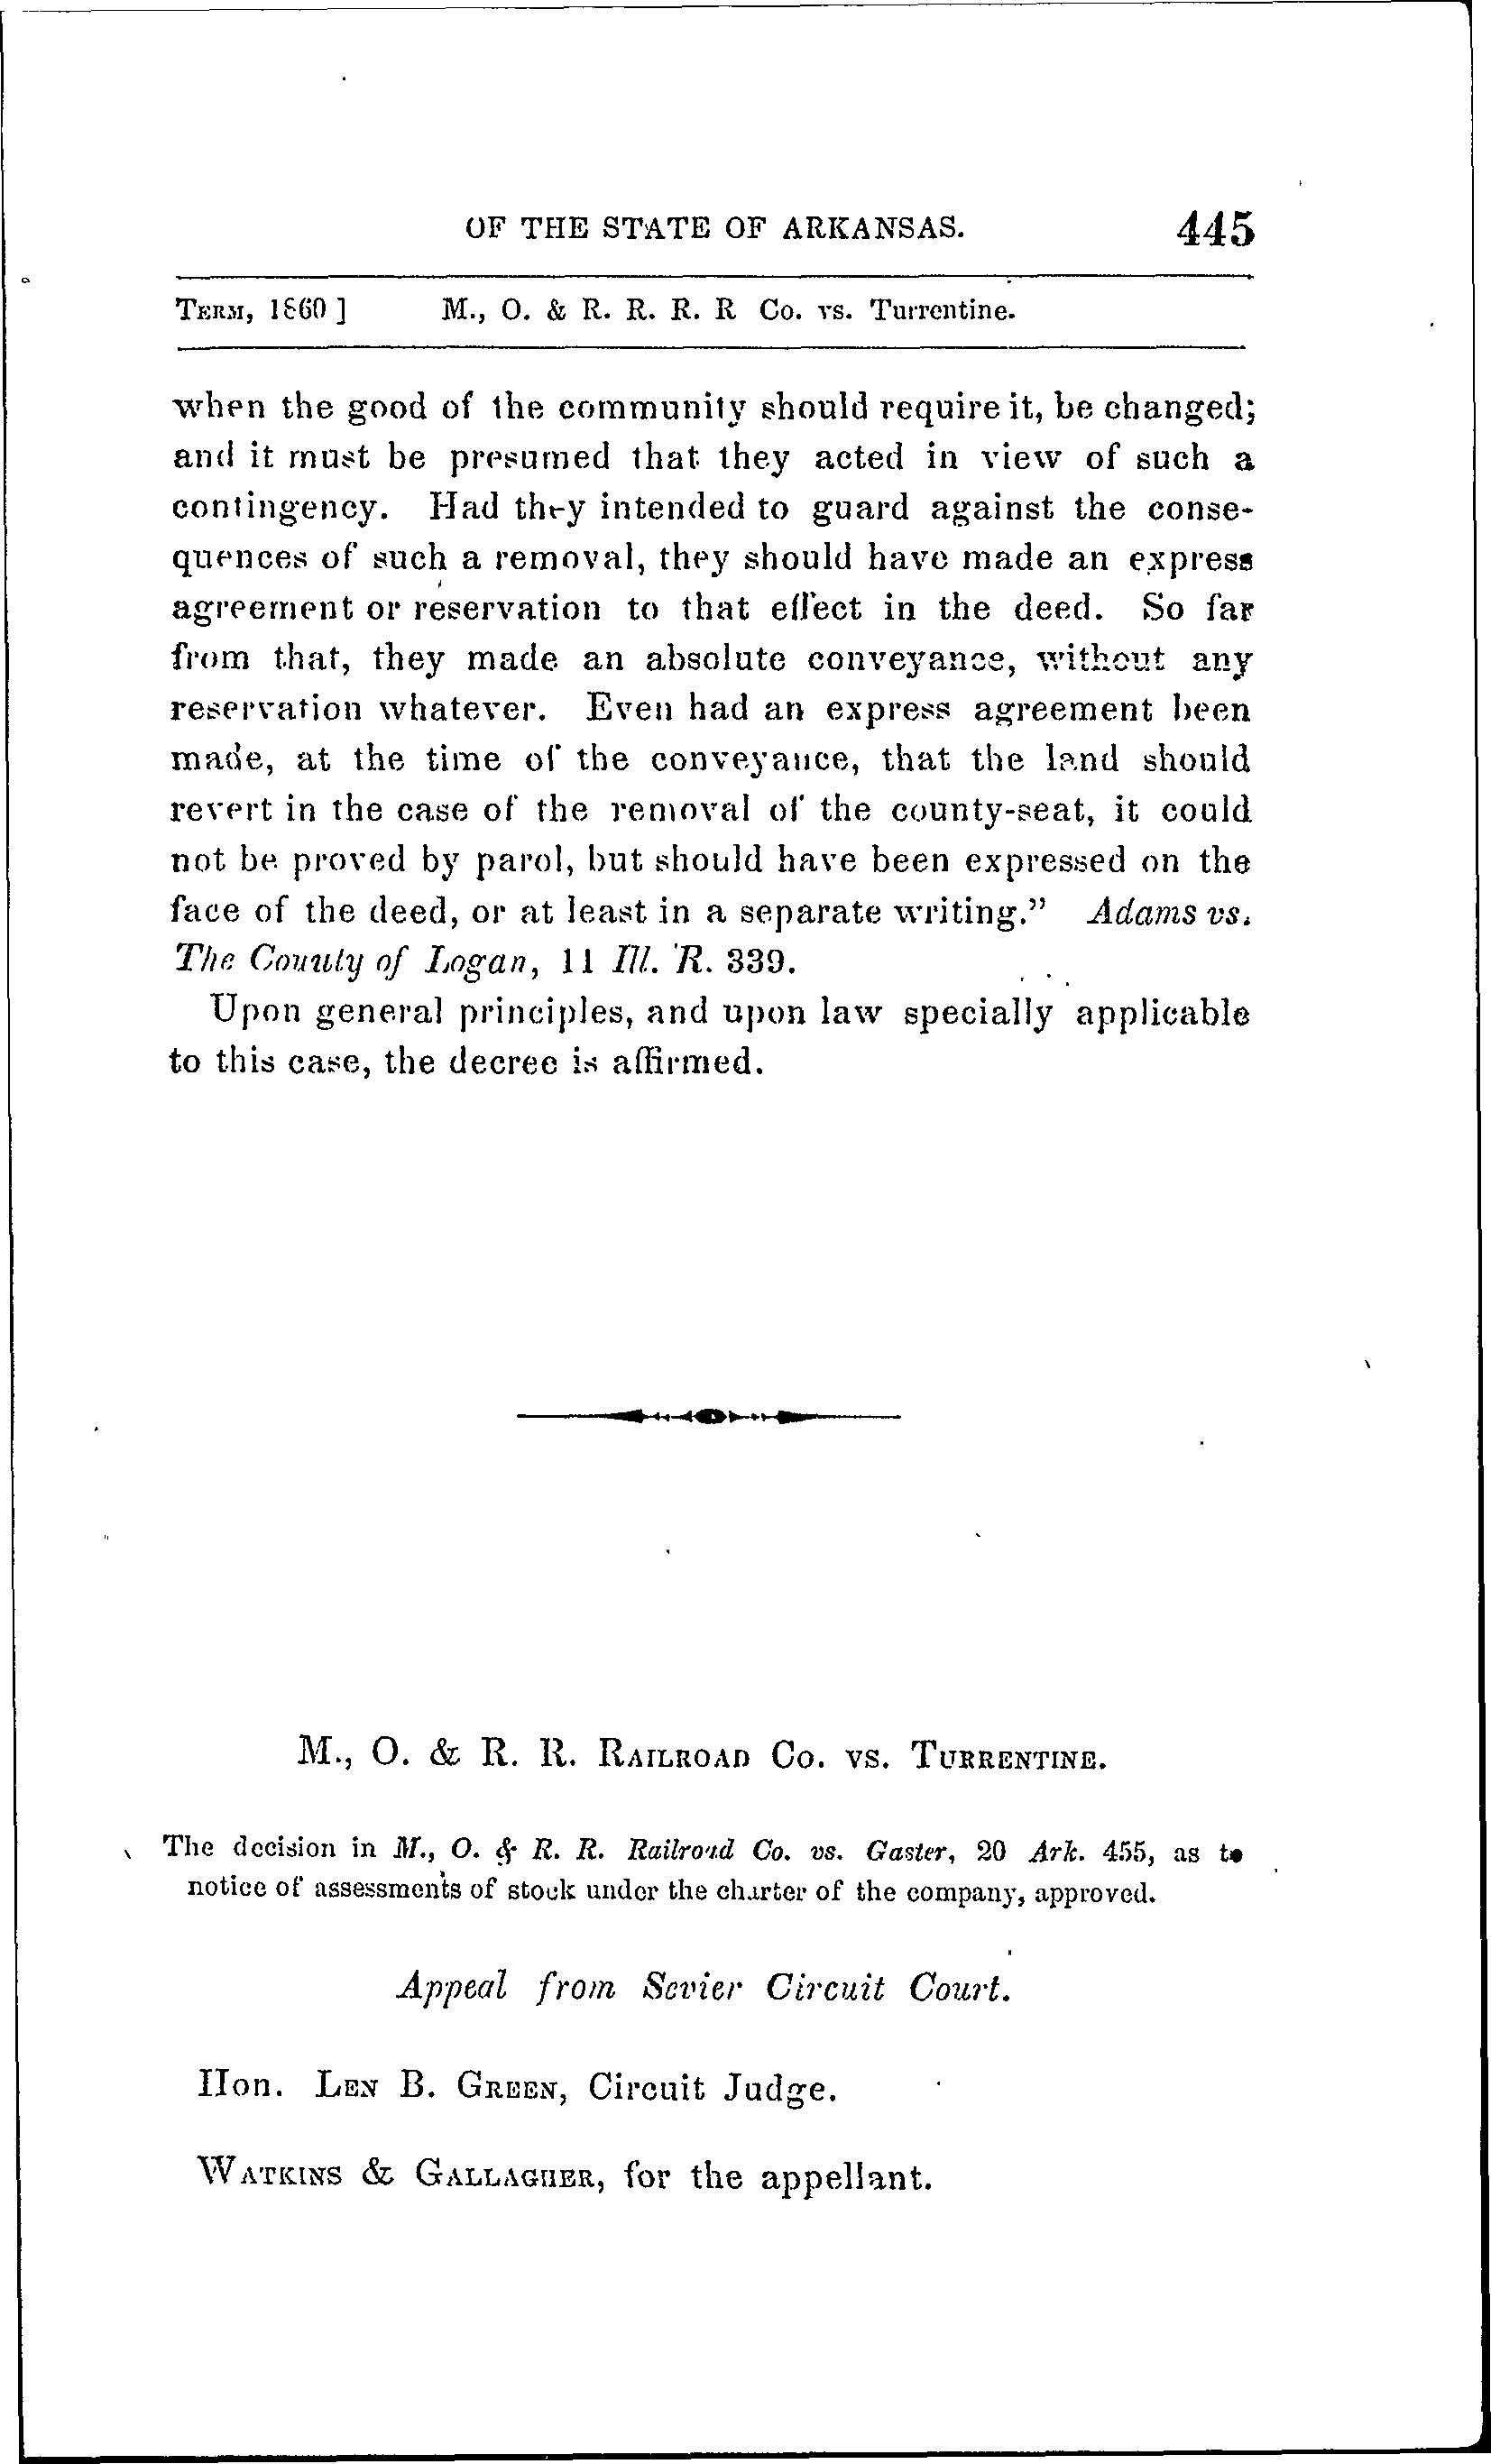 OF THE STATE OF ARKANSAS. 445
TERM, 1860 ] M., O. & R. R. R. R Co. vs. Turrentine.
when the good of the community should require it, be changed;
and it must be presumed that they acted in view of such a
contingency. Had they intended to guard against the conse-
quences of such a removal, they should have made an express
agreement or reservation to that effect in the deed. So far
from that, they made an absolute conveyance, without any
reservation whatever. Even had an express agreement been
made, at the time of the conveyance, that the land should
revert in the case of the removal of the county-seat, it could
not be proved by parol, but should have been expressed on the
face of the deed, or at least in a separate writing." Adams vs.
The County of Logan, 11 Ill. R. 339.
Upon general principles, and upon law specially applicable
to this case, the decree is affirmed.
M., O. & R. R. RAILROAD CO. VS. TURRENTINE.
The decision in M., O. & R. R. Railroad Co. vs. Gaster, 20 Ark. 455, as to
notice of assessments of stock under the charter of the company, approved.
Appeal from Sevier Circuit Court.
Hon. LEN B. GREEN, Circuit Judge.
WATKINS & GALLAGHER, for the appellant.